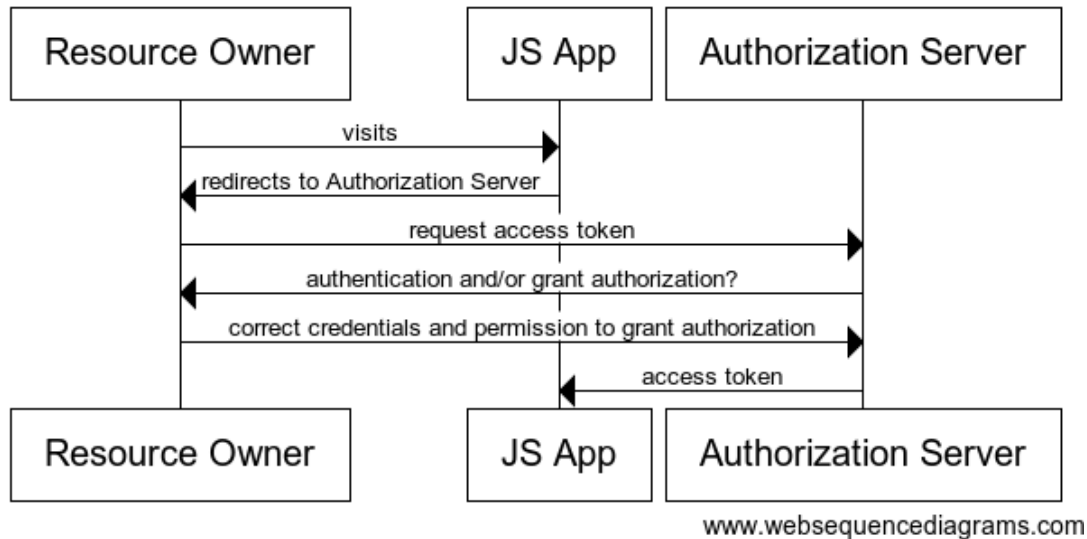 Resource Owner
JS App
Authorization Server
visits
redirects to Authorization Server
request access token
authentication and/or grant authorization?
correct credentials and permission to grant authorization
access token
Resource Owner
JS App
Authorization Server
www.websequencediagrams.com